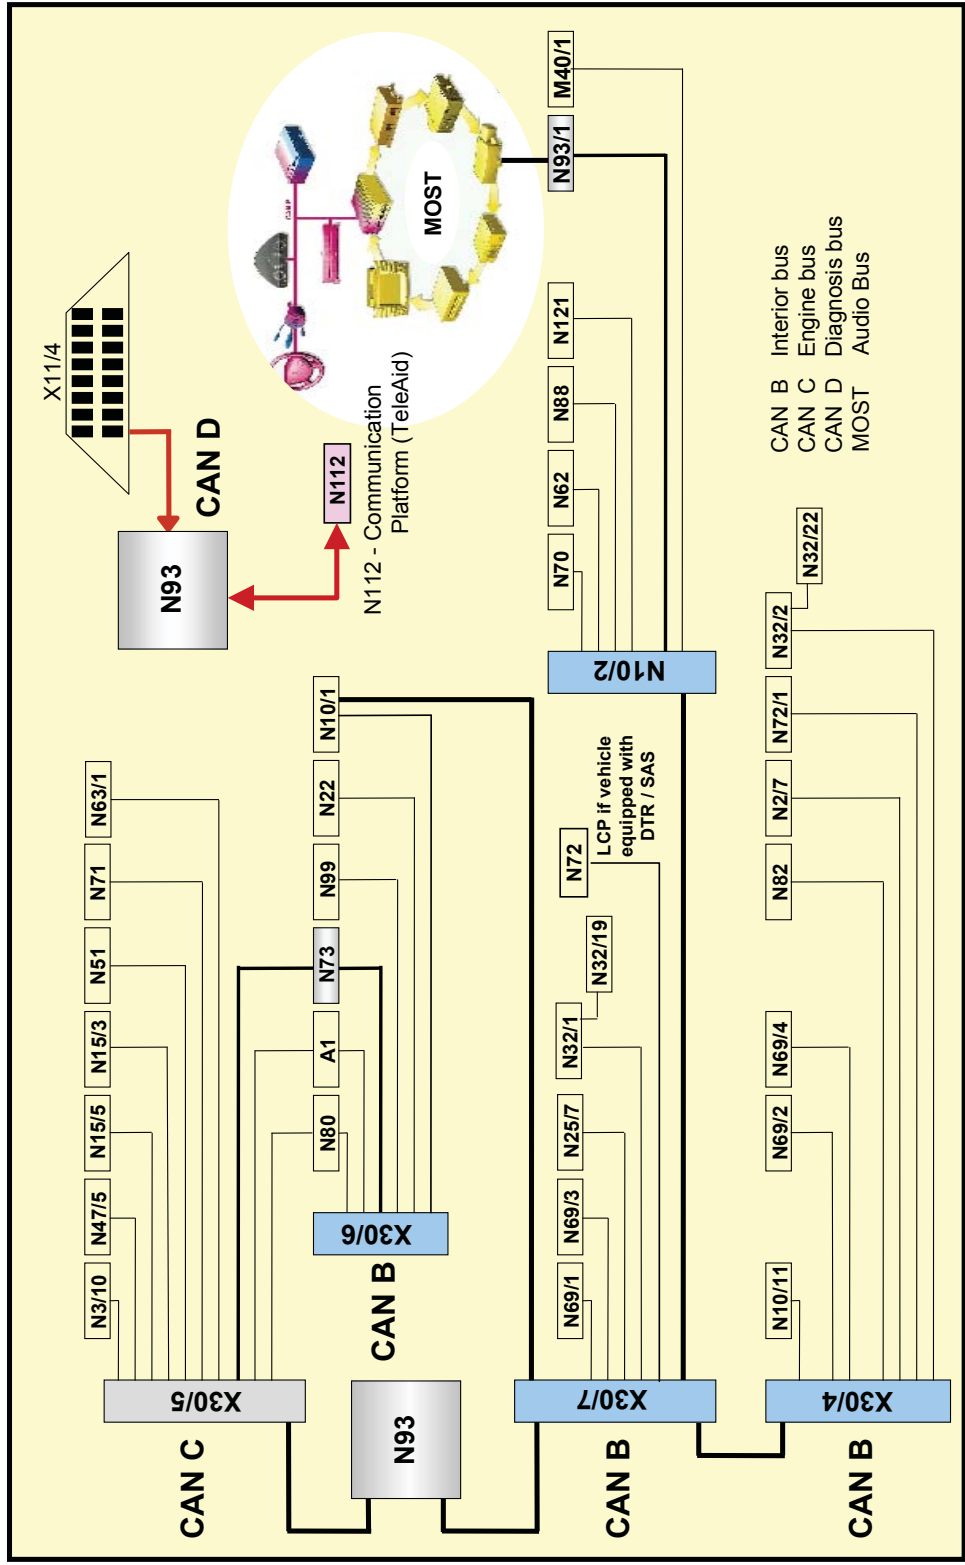 X11/4
N3/10
N47/5
N15/5
N15/3
N51
N71
N63/1
N93
CAN D
CAN C
X30/5
N80
A1
N73
N99
N22
N10/1
N112
N112 - Communication
Platform (TeleAid)
MOST
CAN B
X30/6
N93
N69/1
N69/3
N25/7
N32/1
N32/19
N72
LCP if vehicle
equipped with
DTR / SAS
N70
N62
N88
N121
N93/1
M40/1
CAN B
X30/7
N10/2
N10/11
N69/2
N69/4
N82
N2/7
N72/1
N32/2
N32/22
CAN B
X30/4
CAN B Interior bus
CAN C Engine bus
CAN D Diagnosis bus
MOST Audio Bus